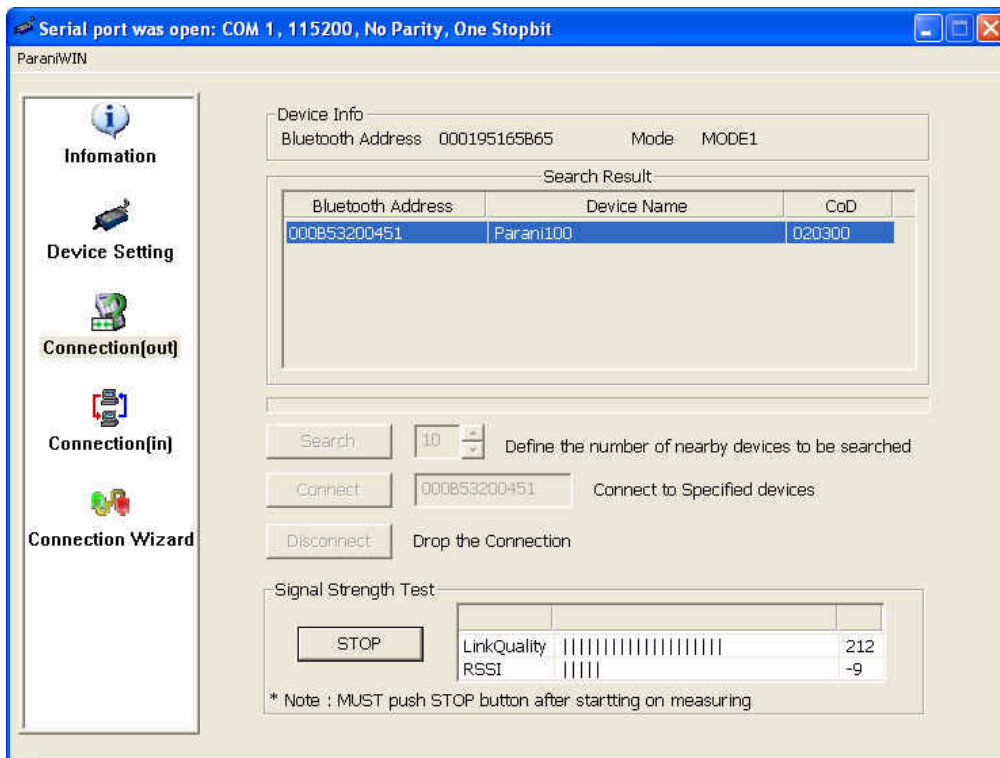 Serial port was open: COM 1, 115200, No Parity, One Stopbit
ParaniWIN
Infomation
Device Setting
Connection(out)
Connection(in)
Connection Wizard
Device Info
Bluetooth Address 000195165B65 Mode MODE1
Search Result
Bluetooth Address Device Name CoD
000B53200451 Parani100 020300
Search 10 Define the number of nearby devices to be searched
Connect 000B53200451 Connect to Specified devices
Disconnect Drop the Connection
Signal Strength Test
STOP
LinkQuality |||||||||||||||||||| 212
RSSI ||||| -9
* Note : MUST push STOP button after startting on measuring